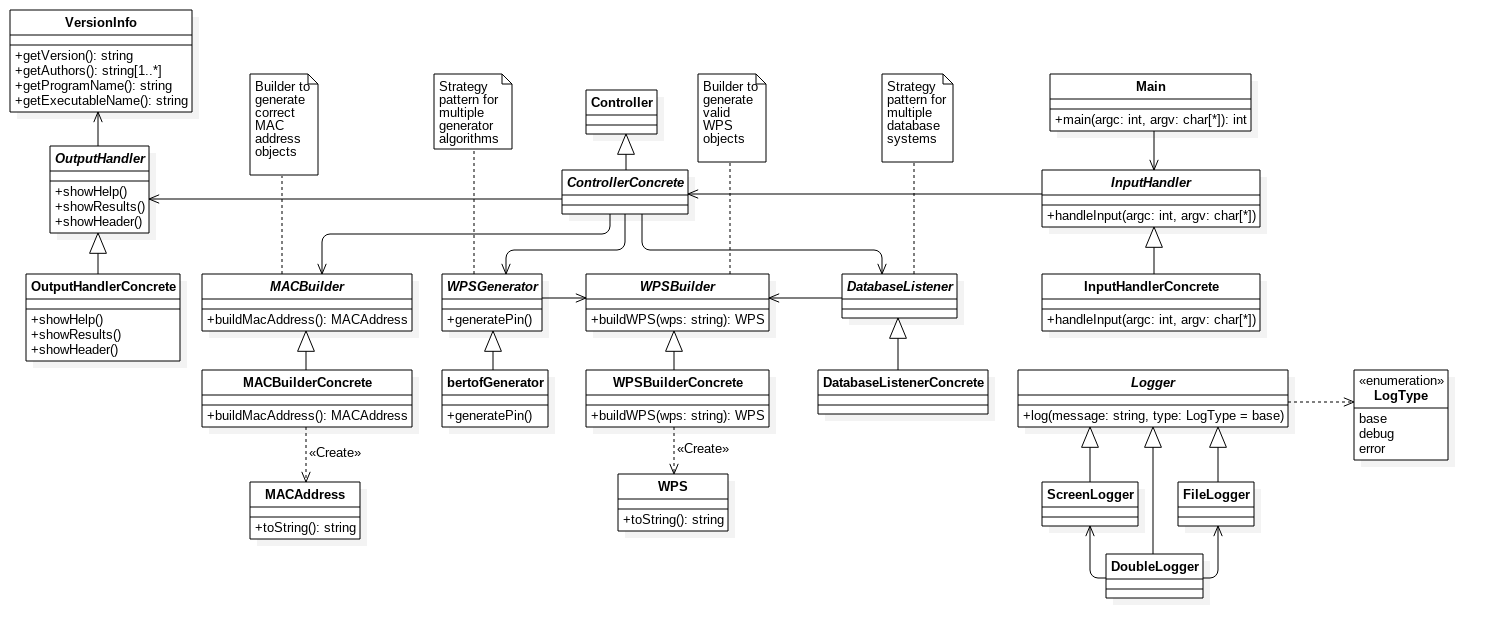 VersionInfo
+getVersion(): string
+getAuthors(): string[1..*]
+getProgramName(): string
+getExecutableName(): string
Builder to
generate
correct
MAC
address
objects
Strategy
pattern for
multiple
generator
algorithms
Controller
Builder to
generate
valid
WPS
objects
Strategy
pattern for
multiple
database
systems
Main
+main(argc: int, argv: char[*]): int
OutputHandler
+showHelp()
+showResults()
+showHeader()
ControllerConcrete
InputHandler
+handleInput(argc: int, argv: char[*])
OutputHandlerConcrete
+showHelp()
+showResults()
+showHeader()
MACBuilder
+buildMacAddress(): MACAddress
WPSGenerator
+generatePin()
WPSBuilder
+buildWPS(wps: string): WPS
DatabaseListener
InputHandlerConcrete
+handleInput(argc: int, argv: char[*])
MACBuilderConcrete
+buildMacAddress(): MACAddress
bertofGenerator
+generatePin()
WPSBuilderConcrete
+buildWPS(wps: string): WPS
DatabaseListenerConcrete
Logger
+log(message: string, type: LogType = base)
«enumeration»
LogType
base
debug
error
«Create»
«Create»
MACAddress
+toString(): string
WPS
+toString(): string
ScreenLogger
FileLogger
DoubleLogger